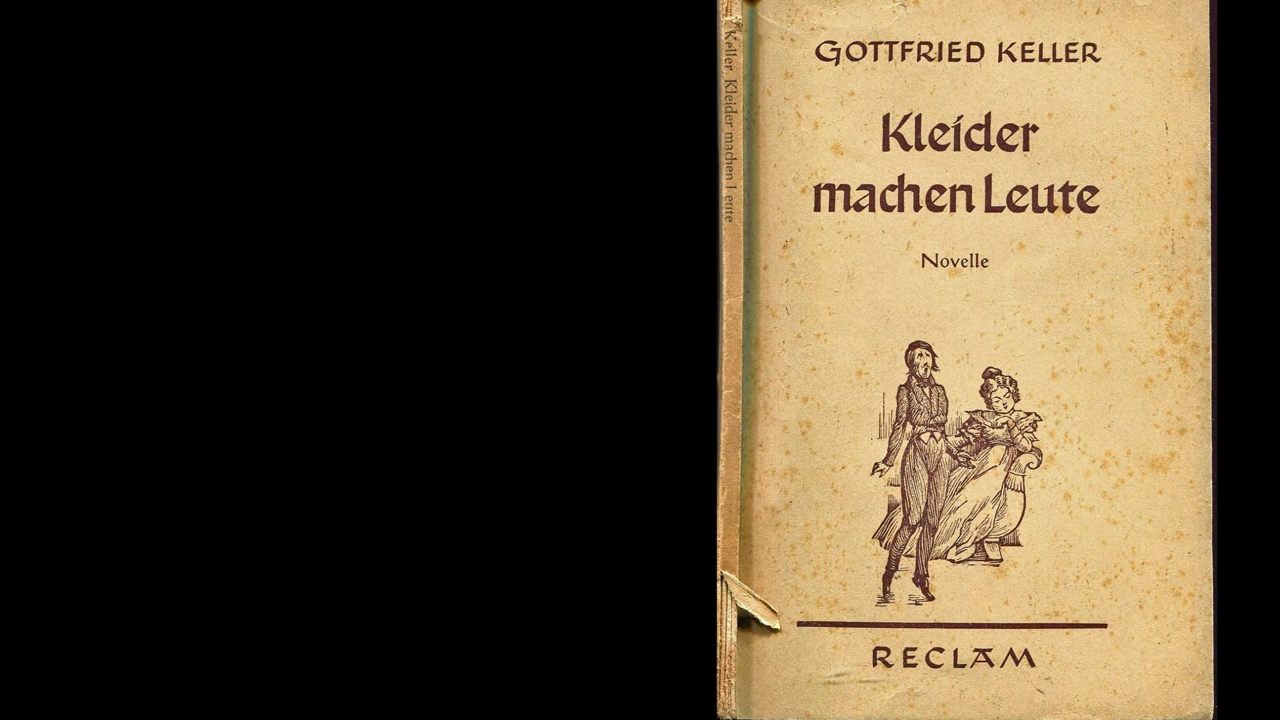 Keller, Kleider machen Leute
GOTTFRIED KELLER
Kleider
machen Leute
Novelle
RECLAM